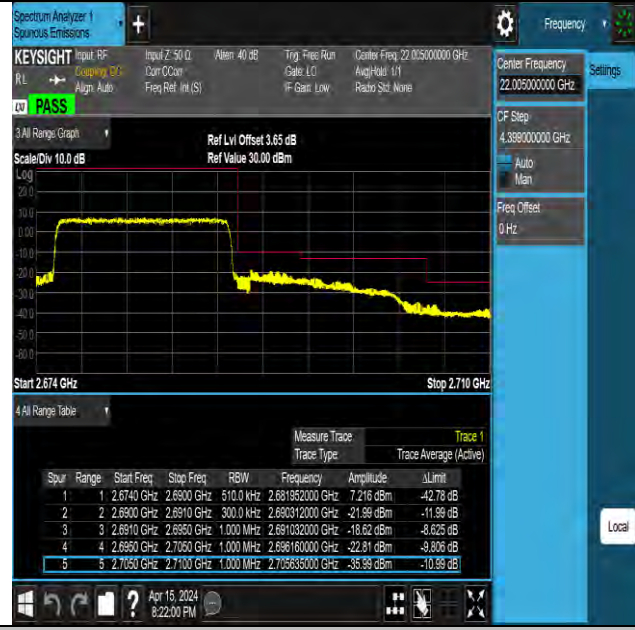 Spectrum Analyzer 1
Spurious Emissions
+
Frequency
KEYSIGHT Input: RF Input Z: 50 Ω Atten: 40 dB Trig: Free Run Center Freq: 22.005000000 GHz
RL Coupling: DC Corr CCorr Gate: LO Avg|Hold: 1/1
Align: Auto Freq Ref: Int (S) IF Gain: Low Radio Std: None
LXI PASS
Center Frequency
22.005000000 GHz
Settings
CF Step
4.399000000 GHz
Auto
Man
Freq Offset
0 Hz
3 All Range Graph
Ref Lvl Offset 3.65 dB
Scale/Div 10.0 dB Ref Value 30.00 dBm
Log
20.0
10.0
0.00
-10.0
-20.0
-30.0
-40.0
-50.0
-60.0
Start 2.674 GHz Stop 2.710 GHz
4 All Range Table
Measure Trace Trace 1
Trace Type Trace Average (Active)
Spur Range Start Freq Stop Freq RBW Frequency Amplitude ΔLimit
1 1 2.6740 GHz 2.6900 GHz 510.0 kHz 2.681952000 GHz 7.216 dBm -42.78 dB
2 2 2.6900 GHz 2.6910 GHz 300.0 kHz 2.690312000 GHz -21.99 dBm -11.99 dB
3 3 2.6910 GHz 2.6950 GHz 1.000 MHz 2.691032000 GHz -18.62 dBm -8.625 dB
4 4 2.6950 GHz 2.7050 GHz 1.000 MHz 2.696160000 GHz -22.81 dBm -9.806 dB
5 5 2.7050 GHz 2.7100 GHz 1.000 MHz 2.705635000 GHz -35.99 dBm -10.99 dB
Local
? Apr 15, 2024
8:22:00 PM